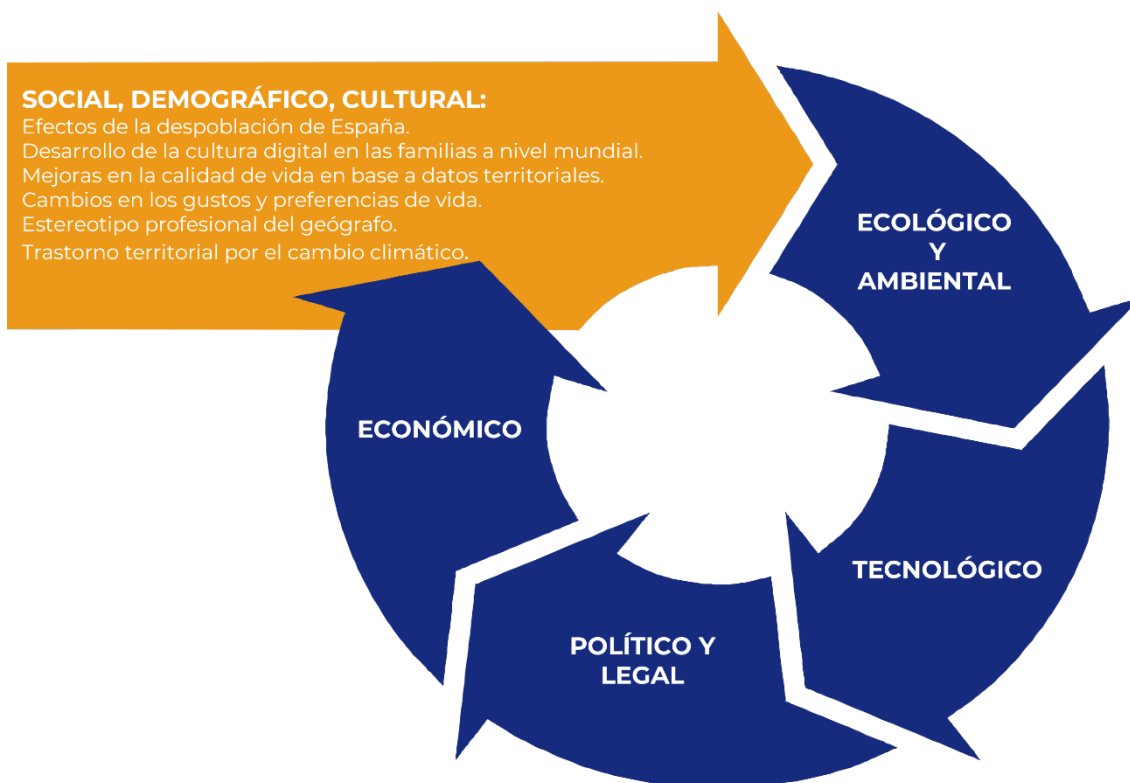 SOCIAL, DEMOGRÁFICO, CULTURAL:
Efectos de la despoblación de España.
Desarrollo de la cultura digital en las familias a nivel mundial.
Mejoras en la calidad de vida en base a datos territoriales.
Cambios en los gustos y preferencias de vida.
Estereotipo profesional del geógrafo.
Trastorno territorial por el cambio climático.
ECOLÓGICO
Y
AMBIENTAL
TECNOLÓGICO
POLÍTICO Y
LEGAL
ECONÓMICO